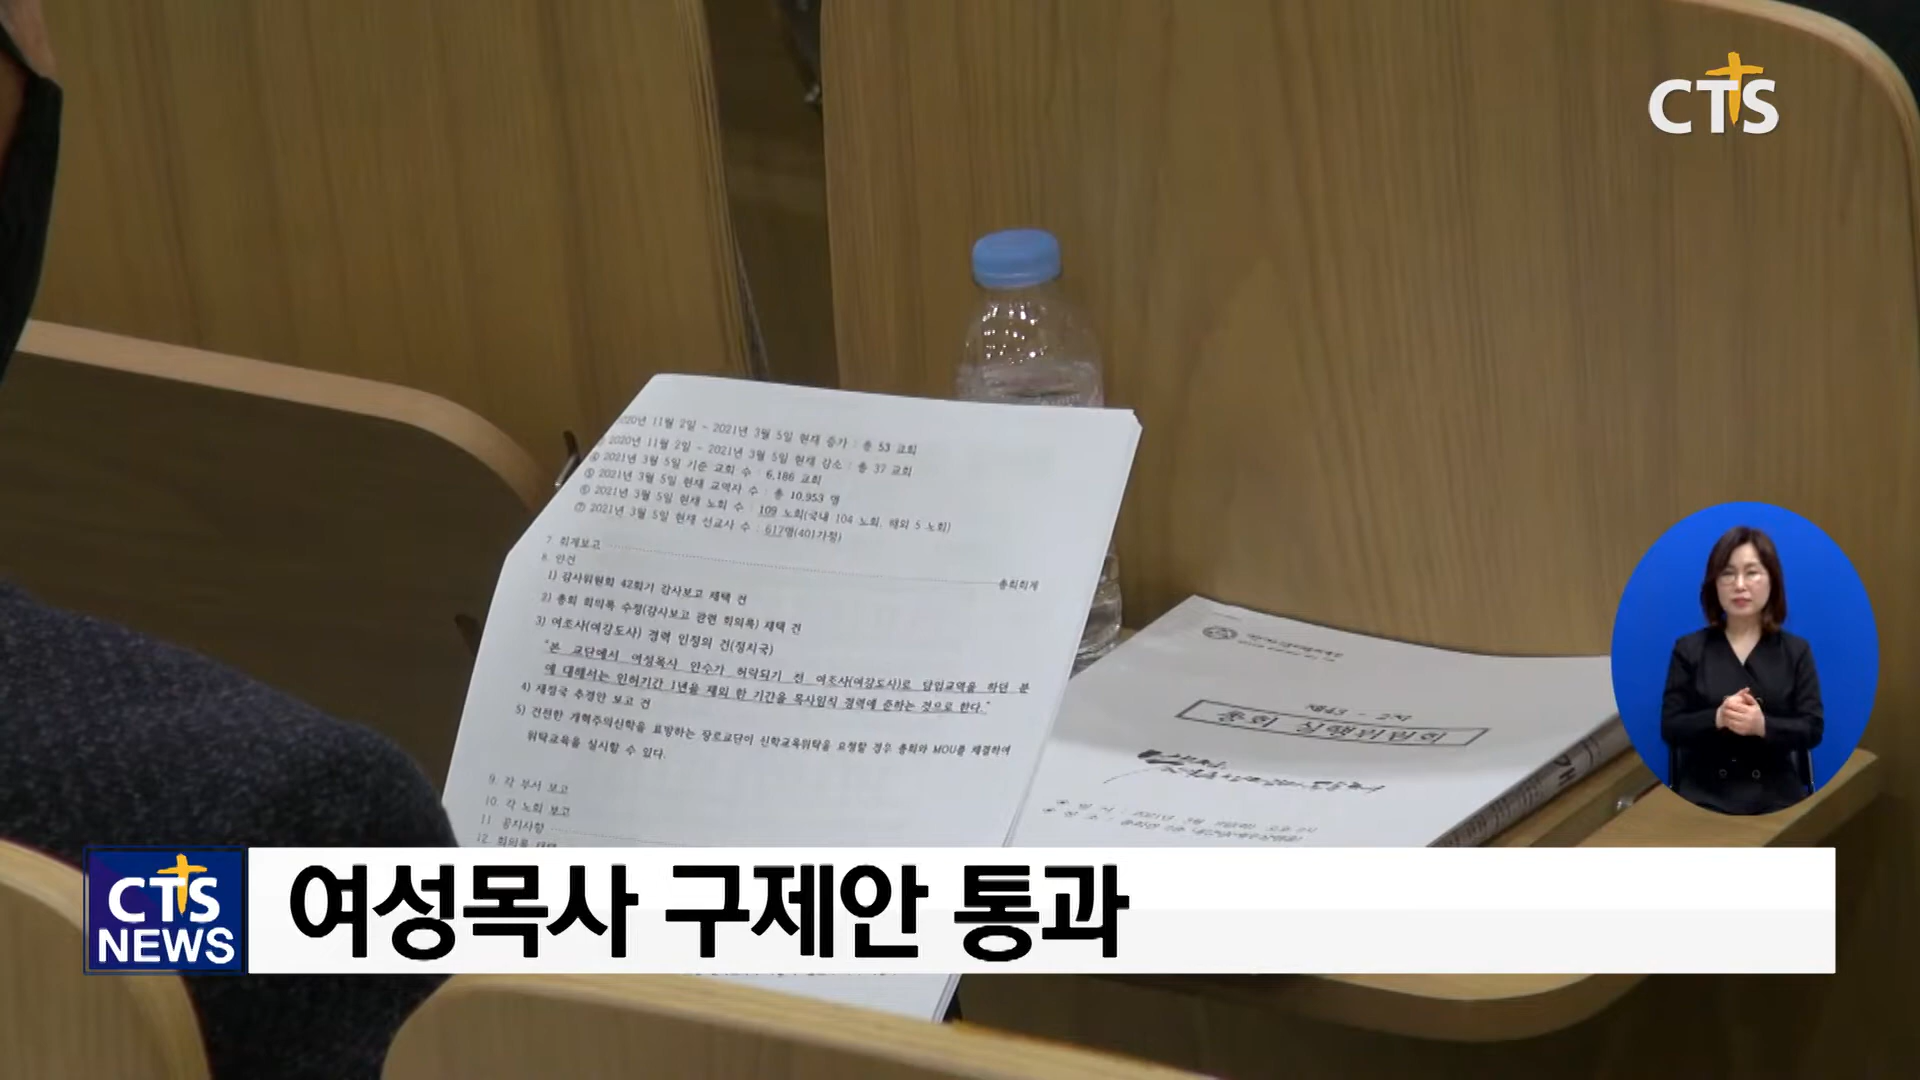 CTS
2020년 11월 2일 ~ 2021년 3월 5일 현재 증가 : 총 53 교회
2020년 11월 2일 ~ 2021년 3월 5일 현재 감소 : 총 37 교회
④ 2021년 3월 5일 기준 교회 수 : 6,186 교회
⑤ 2021년 3월 5일 현재 교역자 수 : 총 10,953 명
⑥ 2021년 3월 5일 현재 노회 수 : 109 노회(국내 104 노회, 해외 5 노회)
⑦ 2021년 3월 5일 현재 선교사 수 : 617명(401가정)
7. 회계보고 총회회계
8. 안건
1) 감사위원회 42회기 감사보고 채택 건
2) 총회 회의록 수정(감사보고 관련 회의록) 채택 건
3) 여조사(여강도사) 경력 인정의 건(정치국)
"본 교단에서 여성목사 안수가 허락되기 전 여조사(여강도사)로 담임교역을 하던 분
에 대해서는 인허기간 1년을 제외 한 기간을 목사임직 경력에 준하는 것으로 한다."
4) 재정국 추경안 보고 건
5) 건전한 개혁주의신학을 표방하는 장로교단이 신학교육위탁을 요청할 경우 총회와 MOU를 체결하여
위탁교육을 실시할 수 있다.
9. 각 부서 보고
10. 각 노회 보고
11. 공지사항
12. 회의록 채택
제43 - 2차
총회 실행위원회
CTS
NEWS
여성목사 구제안 통과